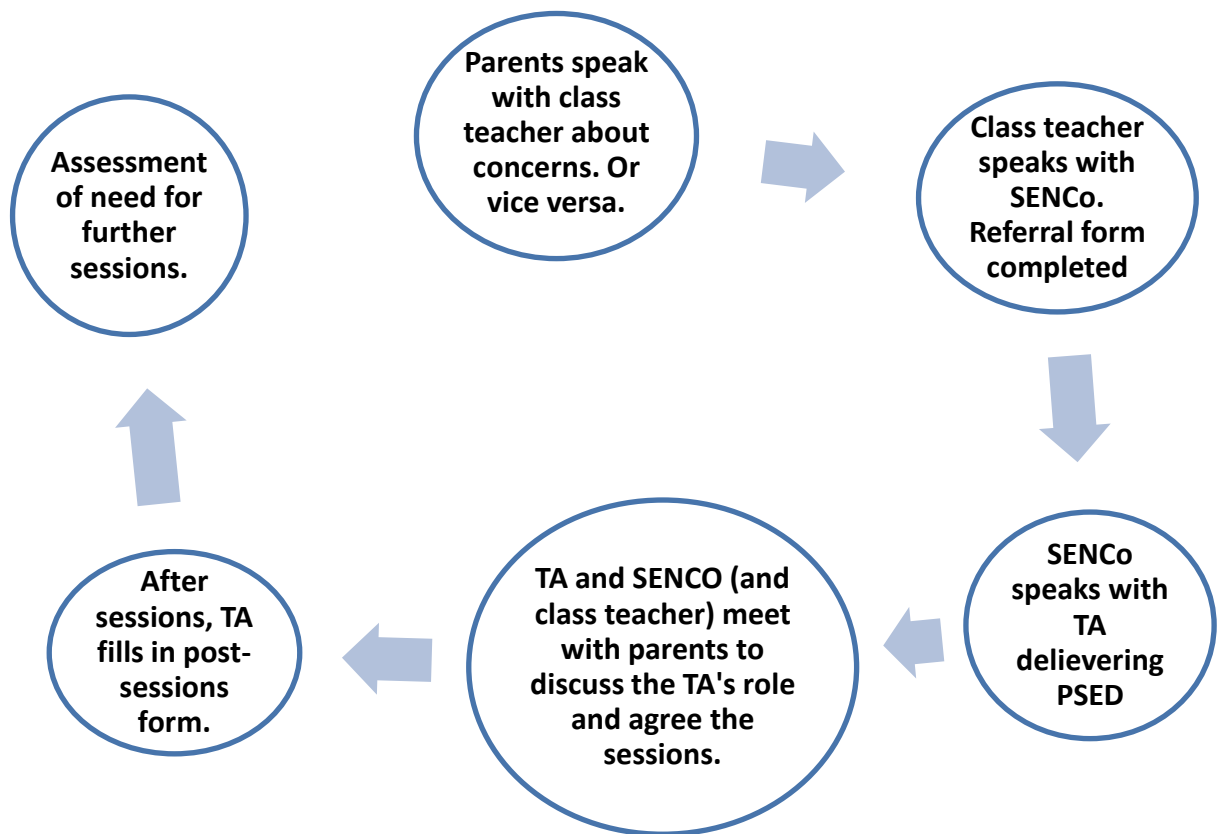 Parents speak
with class
teacher about
concerns. Or
vice versa.
Class teacher
speaks with
SENCo.
Referral form
completed
SENCo
speaks with
TA
delievering
PSED
TA and SENCO (and
class teacher) meet
with parents to
discuss the TA's role
and agree the
sessions.
After
sessions, TA
fills in post-
sessions
form.
Assessment
of need for
further
sessions.